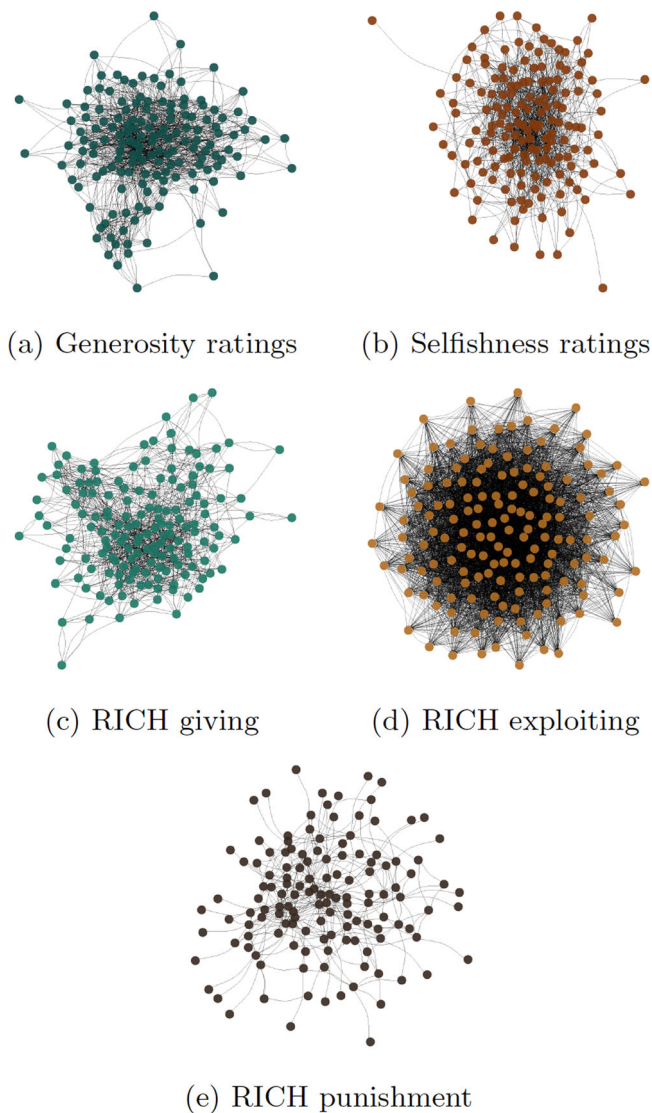 (a) Generosity ratings
(b) Selfishness ratings
(c) RICH giving
(d) RICH exploiting
(e) RICH punishment